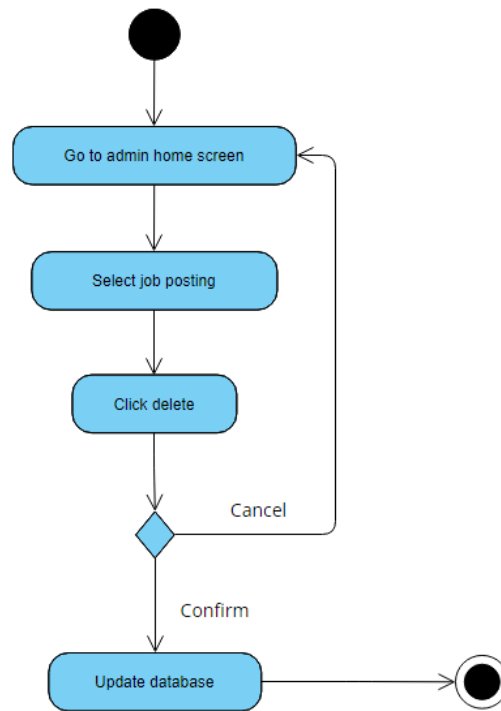 Go to admin home screen
Select job posting
Click delete
Cancel
Confirm
Update database